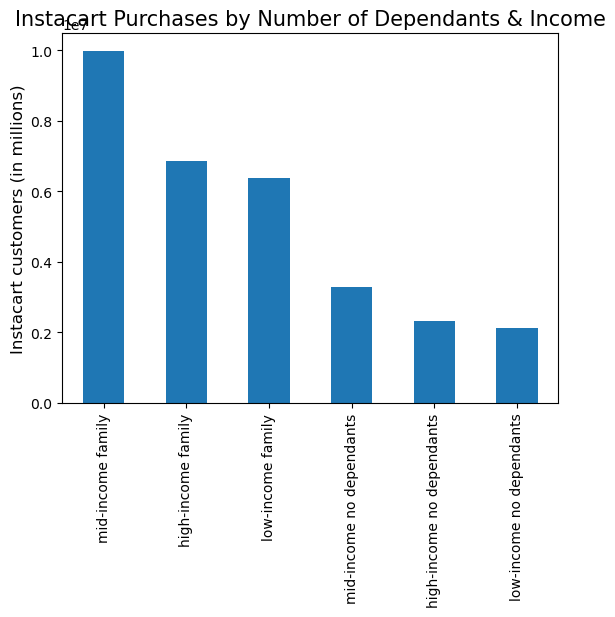 Instacart Purchases by Number of Dependants & Income
1e7
Instacart customers (in millions)
1.0
0.8
0.6
0.4
0.2
0.0
mid-income family
high-income family
low-income family
mid-income no dependants
high-income no dependants
low-income no dependants